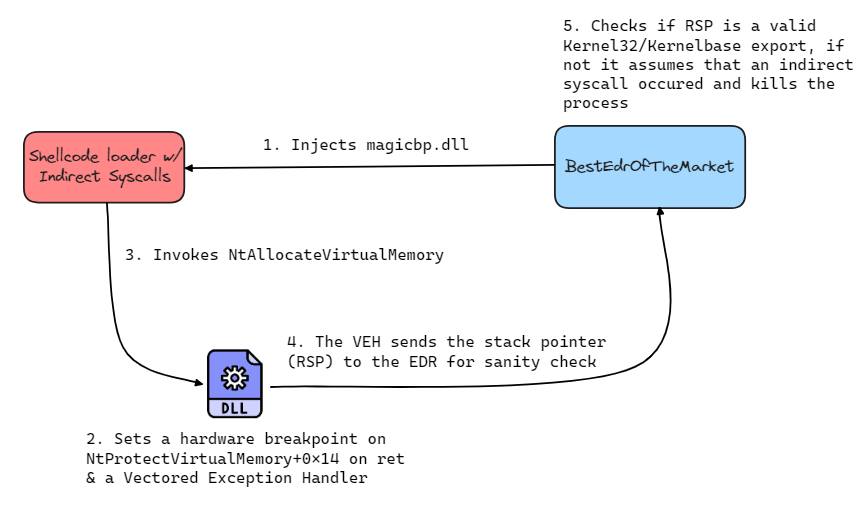 5. Checks if RSP is a valid
Kernel32/Kernelbase export, if
not it assumes that an indirect
syscall occured and kills the
process
1. Injects magicbp.dll
Shellcode loader w/
Indirect Syscalls
BestEdrOfTheMarket
3. Invokes NtAllocateVirtualMemory
4. The VEH sends the stack pointer
(RSP) to the EDR for sanity check
DLL
2. Sets a hardware breakpoint on
NtProtectVirtualMemory+0×14 on ret
& a Vectored Exception Handler